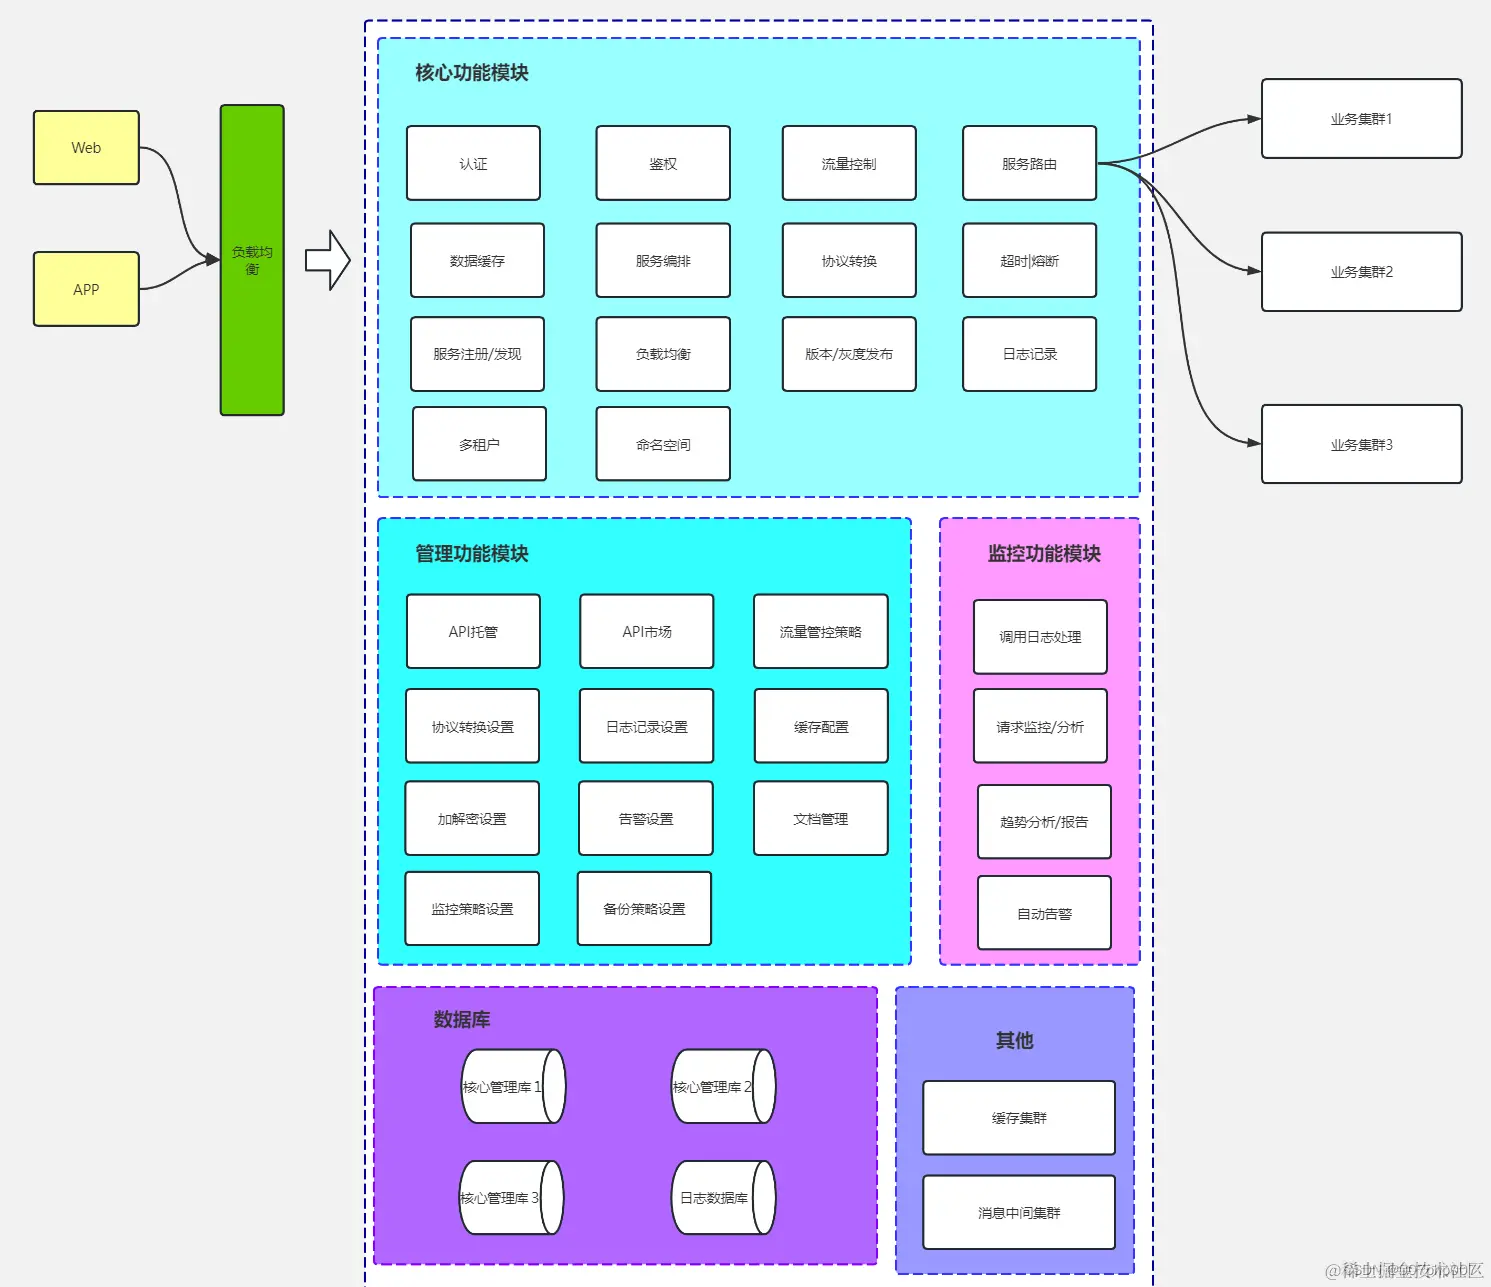 核心功能模块
Web
APP
负载均
衡
认证
鉴权
流量控制
服务路由
数据缓存
服务编排
协议转换
超时|熔断
服务注册/发现
负载均衡
版本/灰度发布
日志记录
多租户
命名空间
业务集群1
业务集群2
业务集群3
管理功能模块
API托管
API市场
流量管控策略
协议转换设置
日志记录设置
缓存配置
加解密设置
告警设置
文档管理
监控策略设置
备份策略设置
监控功能模块
调用日志处理
请求监控/分析
趋势分析/报告
自动告警
数据库
核心管理库1
核心管理库2
核心管理库3
日志数据库
其他
缓存集群
消息中间集群
@稀土掘金技术社区